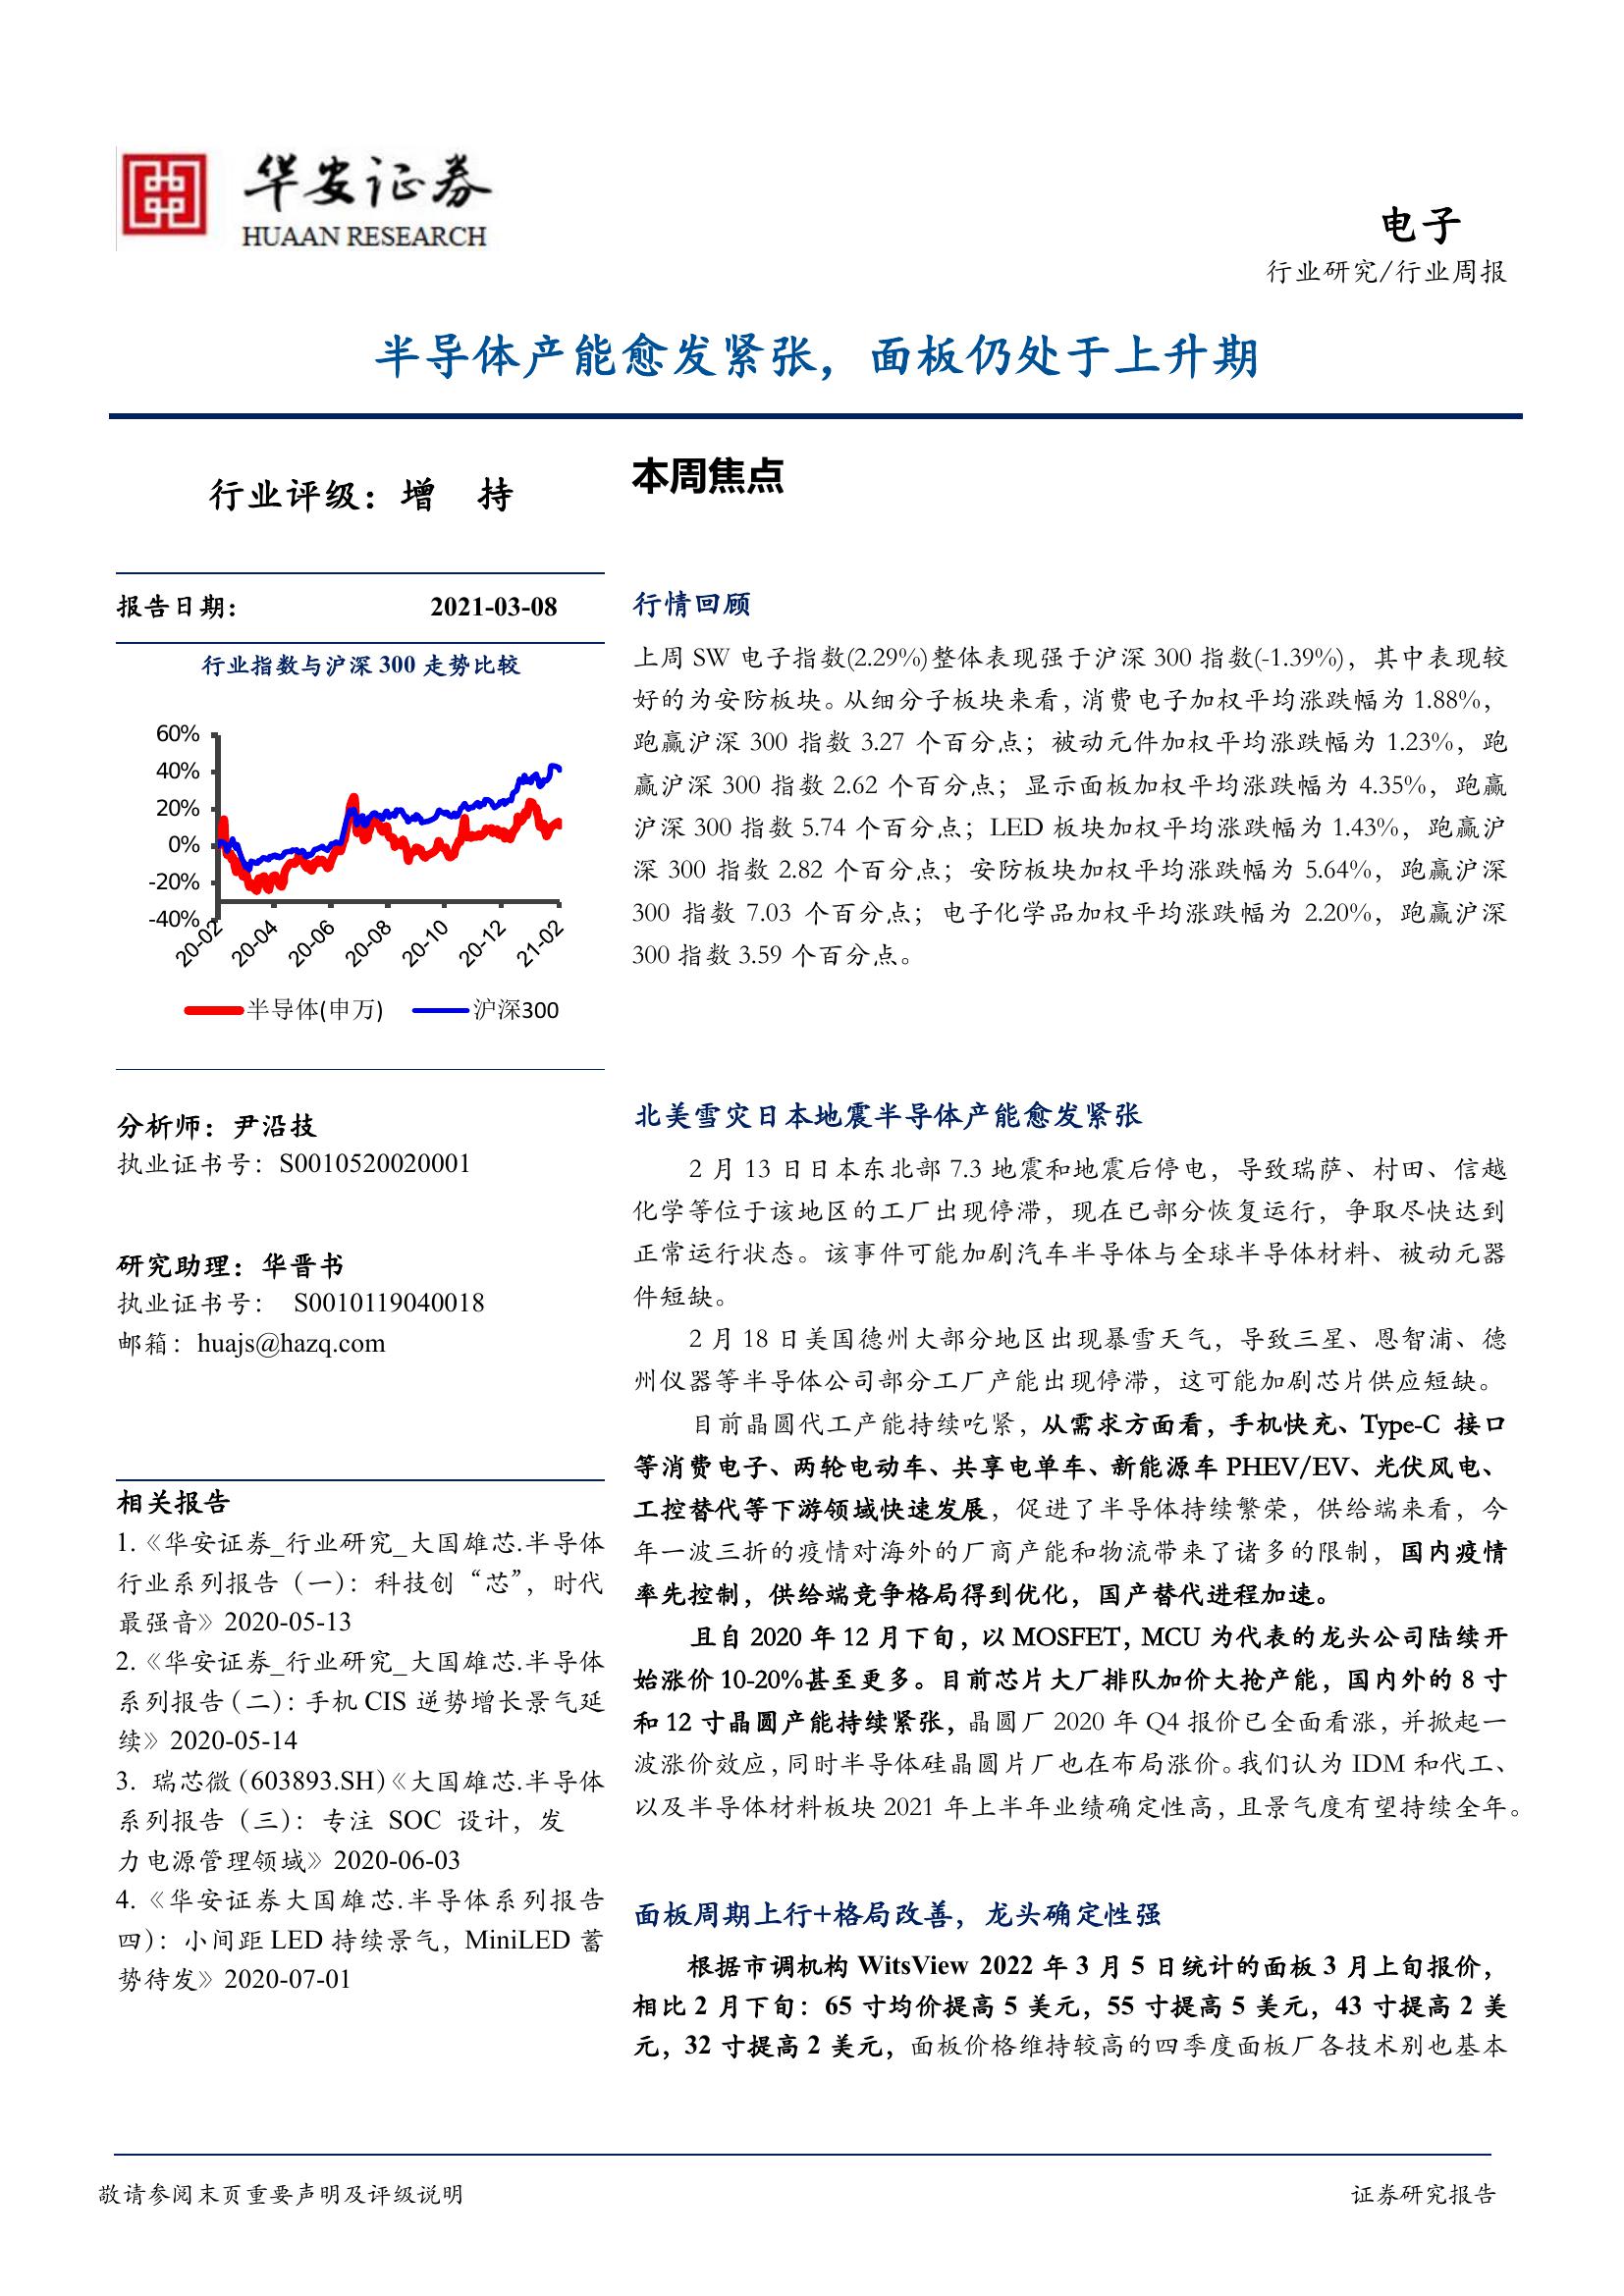 华安证券
HUAAN RESEARCH
电子
行业研究/行业周报
半导体产能愈发紧张，面板仍处于上升期
行业评级：增 持
报告日期： 2021-03-08
行业指数与沪深 300 走势比较
60%
40%
20%
0%
-20%
-40%
20-02
20-04
20-06
20-08
20-10
20-12
21-02
半导体(申万) 沪深300
分析师：尹沿技
执业证书号：S0010520020001
研究助理：华晋书
执业证书号： S0010119040018
邮箱：huajs@hazq.com
相关报告
1.《华安证券_行业研究_大国雄芯.半导体
行业系列报告（一）：科技创“芯”，时代
最强音》2020-05-13
2.《华安证券_行业研究_大国雄芯.半导体
系列报告（二）：手机 CIS 逆势增长景气延
续》2020-05-14
3. 瑞芯微（603893.SH）《大国雄芯.半导体
系列报告（三）：专注 SOC 设计，发
力电源管理领域》2020-06-03
4.《华安证券大国雄芯.半导体系列报告
四）：小间距 LED 持续景气，MiniLED 蓄
势待发》2020-07-01
本周焦点
行情回顾
上周 SW 电子指数(2.29%)整体表现强于沪深 300 指数(-1.39%)，其中表现较
好的为安防板块。从细分子板块来看，消费电子加权平均涨跌幅为 1.88%，
跑赢沪深 300 指数 3.27 个百分点；被动元件加权平均涨跌幅为 1.23%，跑
赢沪深 300 指数 2.62 个百分点；显示面板加权平均涨跌幅为 4.35%，跑赢
沪深 300 指数 5.74 个百分点；LED 板块加权平均涨跌幅为 1.43%，跑赢沪
深 300 指数 2.82 个百分点；安防板块加权平均涨跌幅为 5.64%，跑赢沪深
300 指数 7.03 个百分点；电子化学品加权平均涨跌幅为 2.20%，跑赢沪深
300 指数 3.59 个百分点。
北美雪灾日本地震半导体产能愈发紧张
2 月 13 日日本东北部 7.3 地震和地震后停电，导致瑞萨、村田、信越
化学等位于该地区的工厂出现停滞，现在已部分恢复运行，争取尽快达到
正常运行状态。该事件可能加剧汽车半导体与全球半导体材料、被动元器
件短缺。
2 月 18 日美国德州大部分地区出现暴雪天气，导致三星、恩智浦、德
州仪器等半导体公司部分工厂产能出现停滞，这可能加剧芯片供应短缺。
目前晶圆代工产能持续吃紧，从需求方面看，手机快充、Type-C 接口
等消费电子、两轮电动车、共享电单车、新能源车 PHEV/EV、光伏风电、
工控替代等下游领域快速发展，促进了半导体持续繁荣，供给端来看，今
年一波三折的疫情对海外的厂商产能和物流带来了诸多的限制，国内疫情
率先控制，供给端竞争格局得到优化，国产替代进程加速。
且自 2020 年 12 月下旬，以 MOSFET，MCU 为代表的龙头公司陆续开
始涨价 10-20%甚至更多。目前芯片大厂排队加价大抢产能，国内外的 8 寸
和 12 寸晶圆产能持续紧张，晶圆厂 2020 年 Q4 报价已全面看涨，并掀起一
波涨价效应，同时半导体硅晶圆片厂也在布局涨价。我们认为 IDM 和代工、
以及半导体材料板块 2021 年上半年业绩确定性高，且景气度有望持续全年。
面板周期上行+格局改善，龙头确定性强
根据市调机构 WitsView 2022 年 3 月 5 日统计的面板 3 月上旬报价，
相比 2 月下旬：65 寸均价提高 5 美元，55 寸提高 5 美元，43 寸提高 2 美
元，32 寸提高 2 美元，面板价格维持较高的四季度面板厂各技术别也基本
敬请参阅末页重要声明及评级说明 证券研究报告